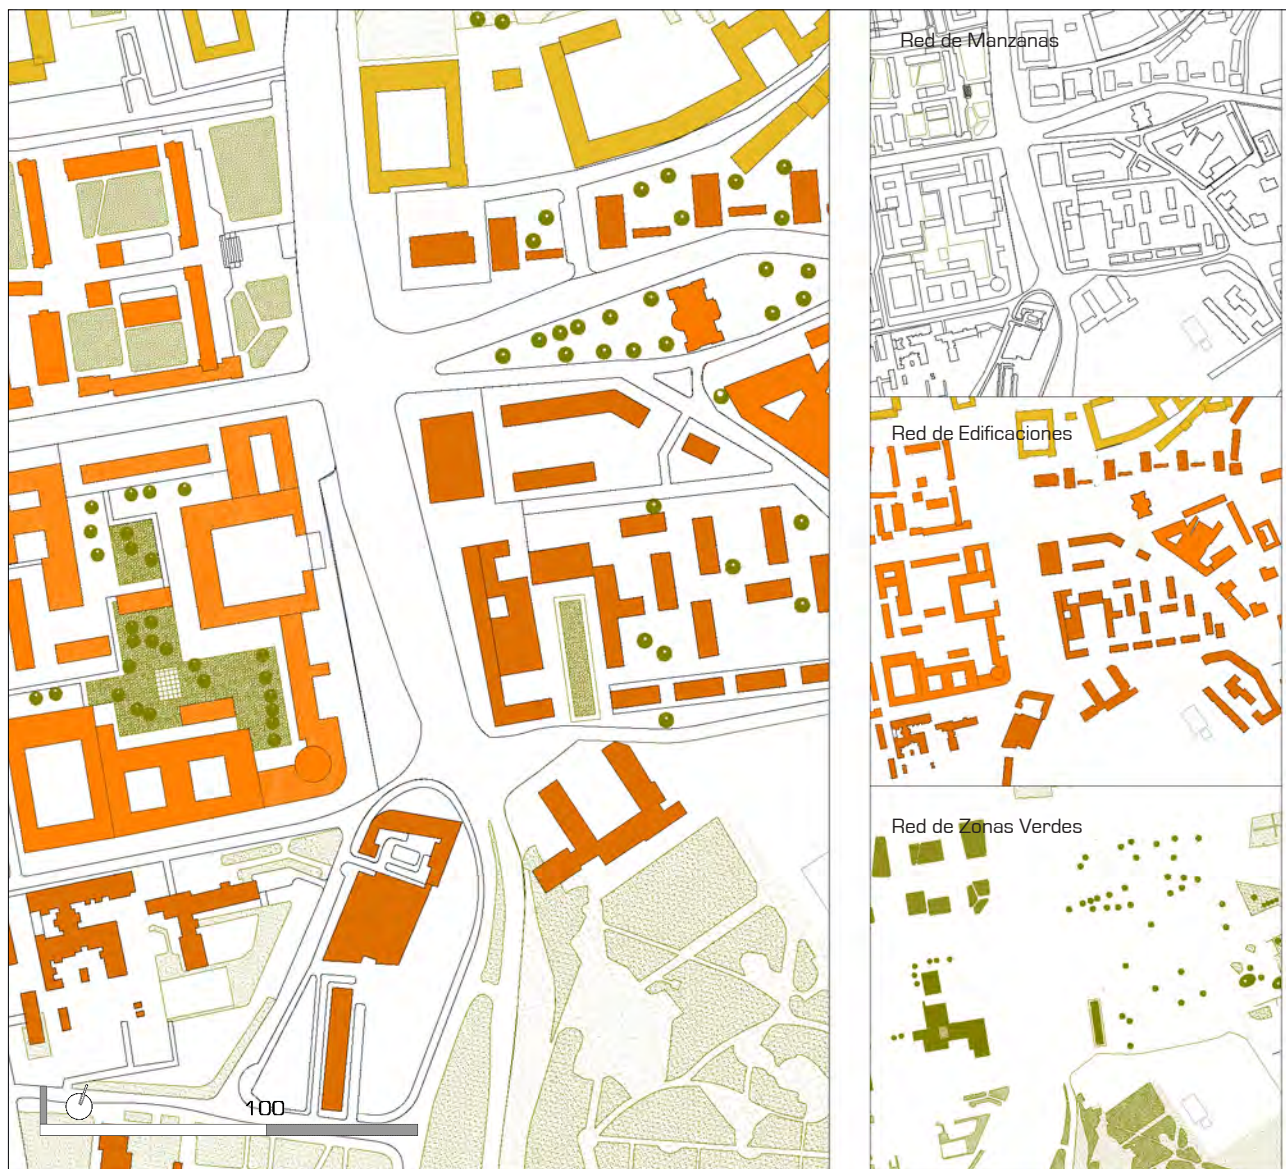 Red de Manzanas
Red de Edificaciones
Red de Zonas Verdes
100